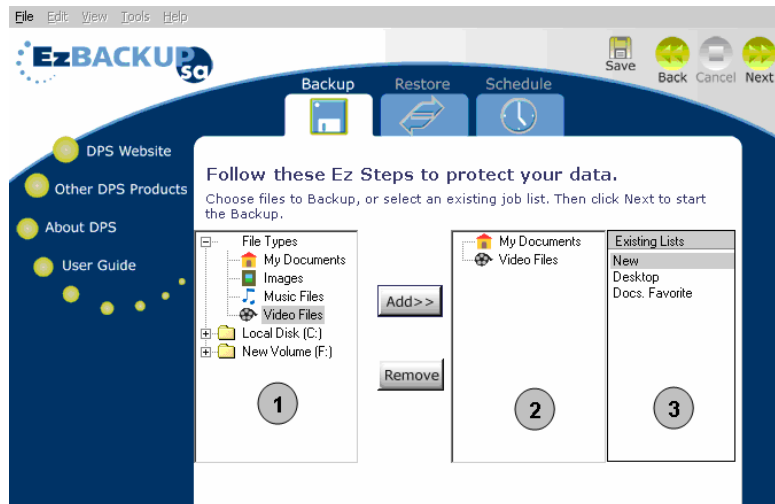 File Edit View Tools Help
EzBACKUP
sa
Save
Back Cancel Next
Backup Restore Schedule
DPS Website
Other DPS Products
About DPS
User Guide
Follow these Ez Steps to protect your data.
Choose files to Backup, or select an existing job list. Then click Next to start
the Backup.
File Types
My Documents
Images
Music Files
Video Files
Local Disk (C:)
New Volume (F:)
1
Add>>
Remove
My Documents
Video Files
2
Existing Lists
New
Desktop
Docs. Favorite
3